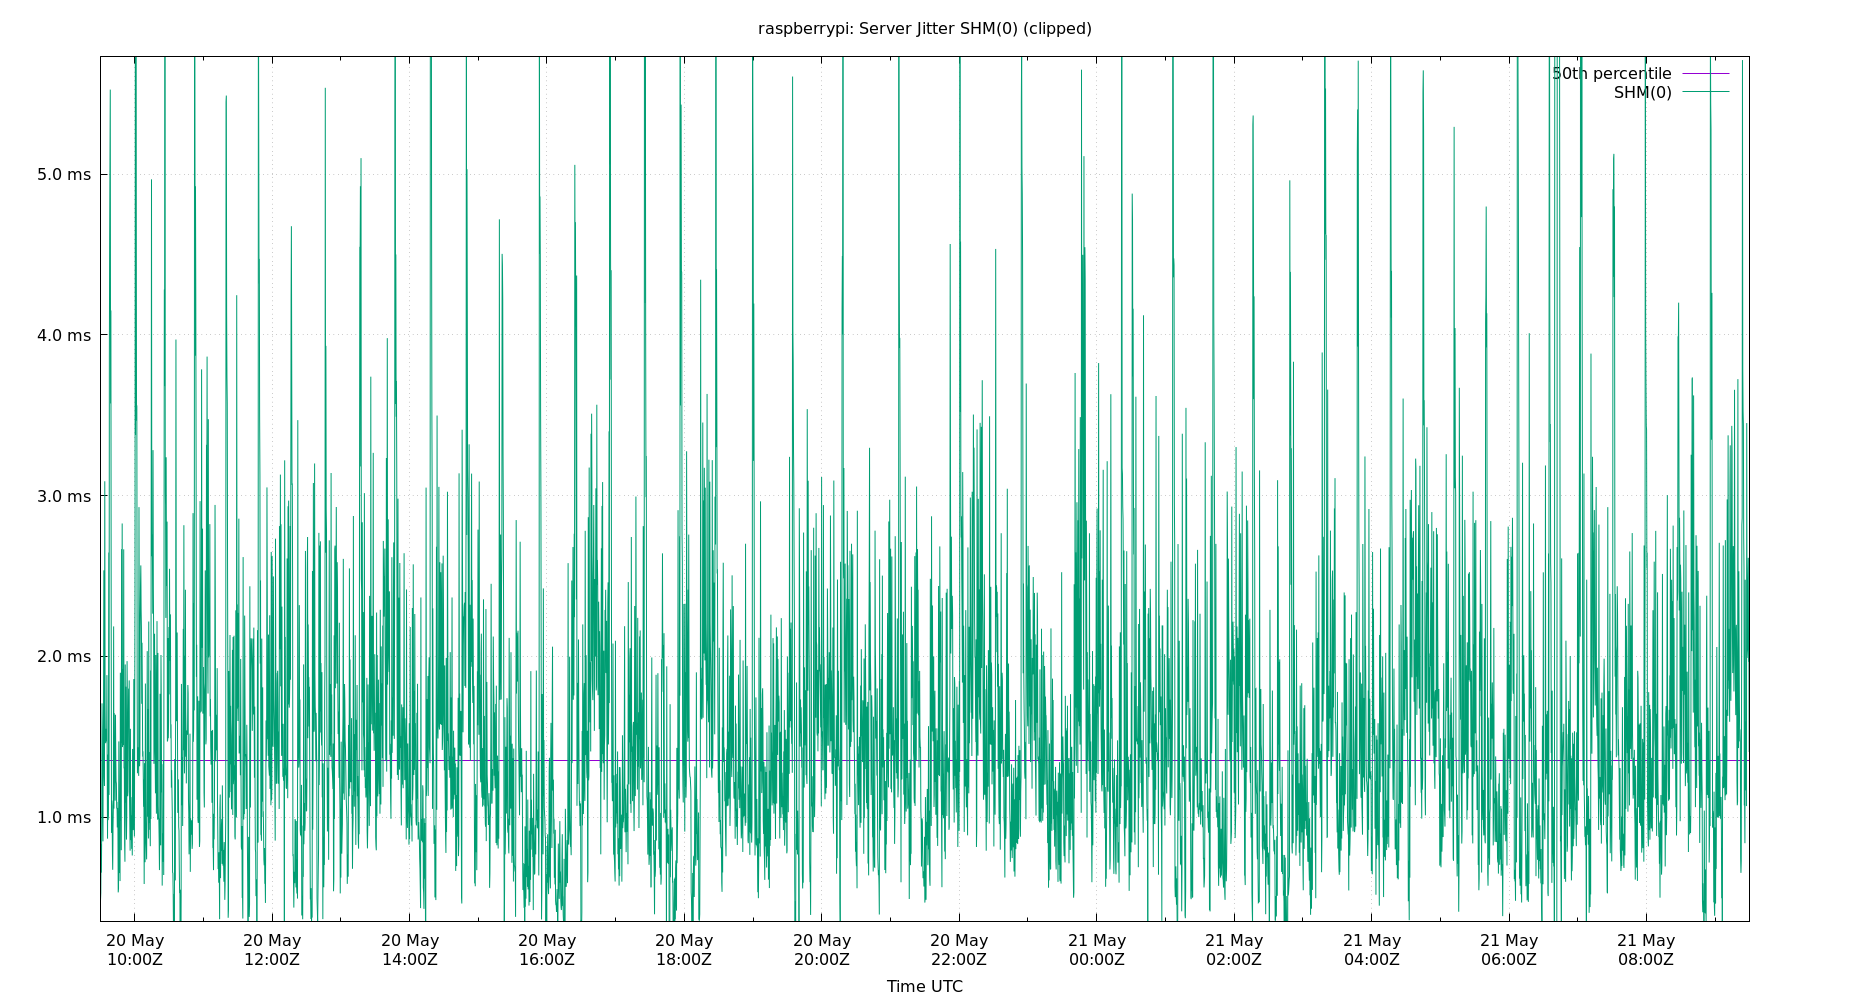 raspberrypi: Server Jitter SHM(0) (clipped)
50th percentile
SHM(0)
5.0 ms
4.0 ms
3.0 ms
2.0 ms
1.0 ms
20 May 20 May 20 May 20 May 20 May 20 May 20 May 21 May 21 May 21 May 21 May 21 May
10:00Z 12:00Z 14:00Z 16:00Z 18:00Z 20:00Z 22:00Z 00:00Z 02:00Z 04:00Z 06:00Z 08:00Z
Time UTC